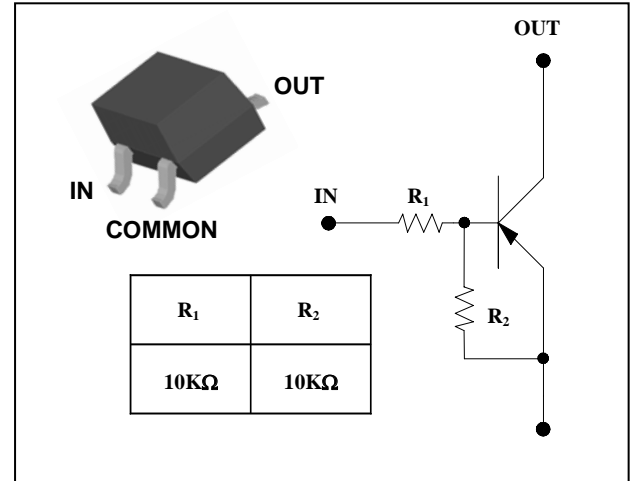 OUT
OUT
IN
COMMON
IN
R₁
R₂
R₁ R₂
10KΩ 10KΩ